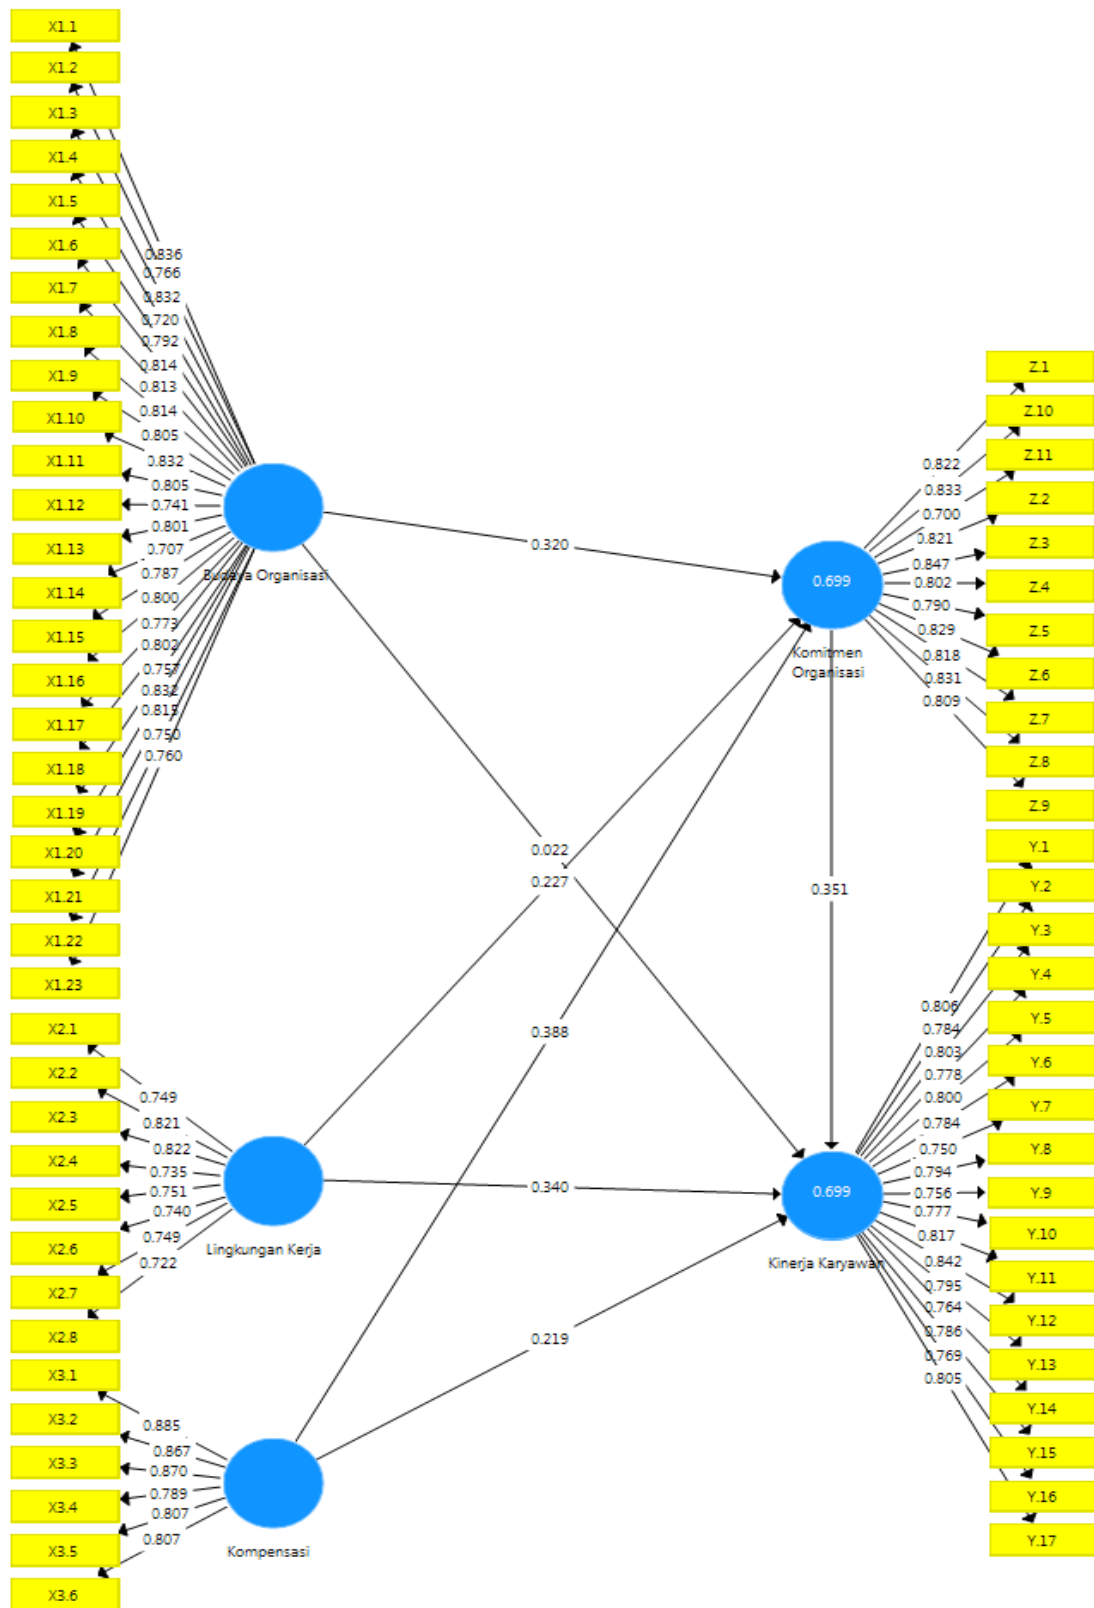 X1.1
X1.2
X1.3
X1.4
X1.5
X1.6
X1.7
X1.8
X1.9
X1.10
X1.11
X1.12
X1.13
X1.14
X1.15
X1.16
X1.17
X1.18
X1.19
X1.20
X1.21
X1.22
X1.23
0.836
0.766
0.832
0.720
0.792
0.814
0.813
0.814
0.805
0.832
0.805
0.741
0.801
0.707
0.787
0.800
0.773
0.802
0.757
0.832
0.815
0.750
0.760
Budaya Organisasi
X2.1
X2.2
X2.3
X2.4
X2.5
X2.6
X2.7
X2.8
0.749
0.821
0.822
0.735
0.751
0.740
0.749
0.722
Lingkungan Kerja
X3.1
X3.2
X3.3
X3.4
X3.5
X3.6
0.885
0.867
0.870
0.789
0.807
0.807
Kompensasi
0.320
0.022
0.227
0.388
0.340
0.219
0.351
0.699
Komitmen
Organisasi
0.822
0.833
0.700
0.821
0.847
0.802
0.790
0.829
0.818
0.831
0.809
Z.1
Z.10
Z.11
Z.2
Z.3
Z.4
Z.5
Z.6
Z.7
Z.8
Z.9
0.699
Kinerja Karyawan
0.806
0.784
0.803
0.778
0.800
0.784
0.750
0.794
0.756
0.777
0.817
0.842
0.795
0.764
0.786
0.769
0.805
Y.1
Y.2
Y.3
Y.4
Y.5
Y.6
Y.7
Y.8
Y.9
Y.10
Y.11
Y.12
Y.13
Y.14
Y.15
Y.16
Y.17